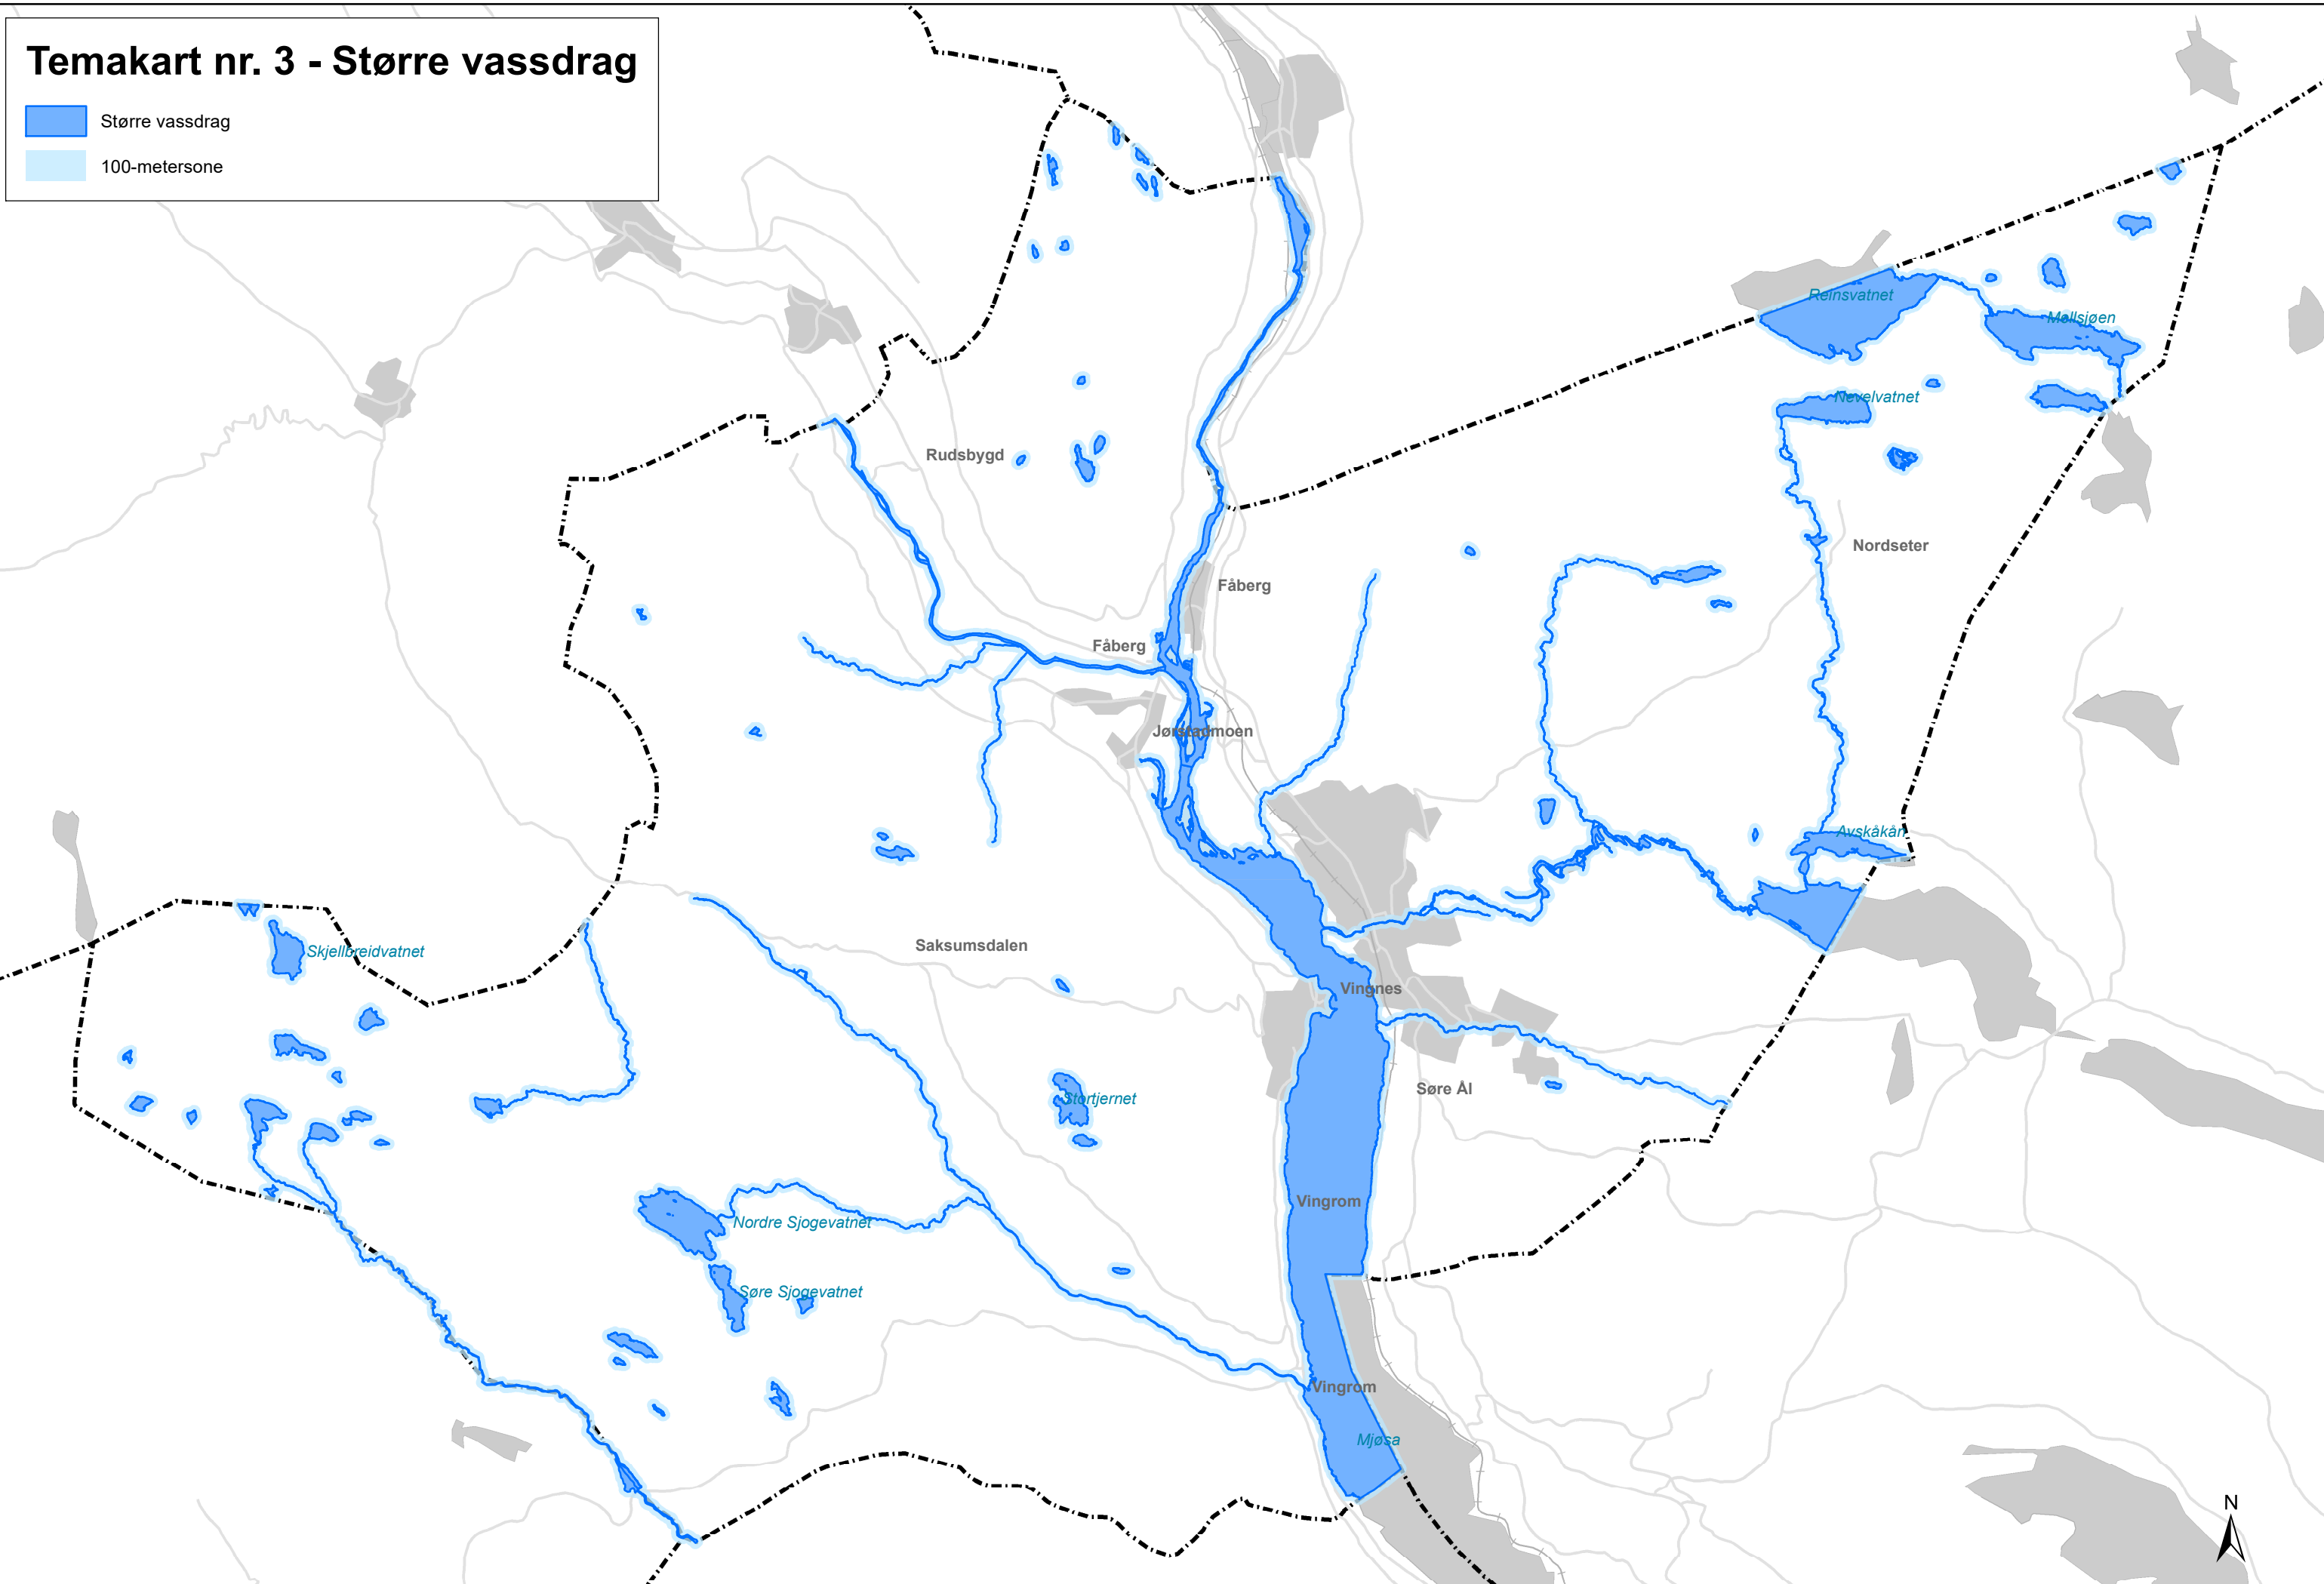 Temakart nr. 3 - Større vassdrag
Større vassdrag
100-metersone
Reinsvatnet
Mellsjøen
Nevelvatnet
Rudsbygd
Nordseter
Fåberg
Fåberg
Jørstadmoen
Avskåkån
Saksumsdalen
Skjellbreidvatnet
Vingnes
Søre Ål
Stortjernet
Vingrom
Nordre Sjogevatnet
Søre Sjogevatnet
Vingrom
Mjøsa
N